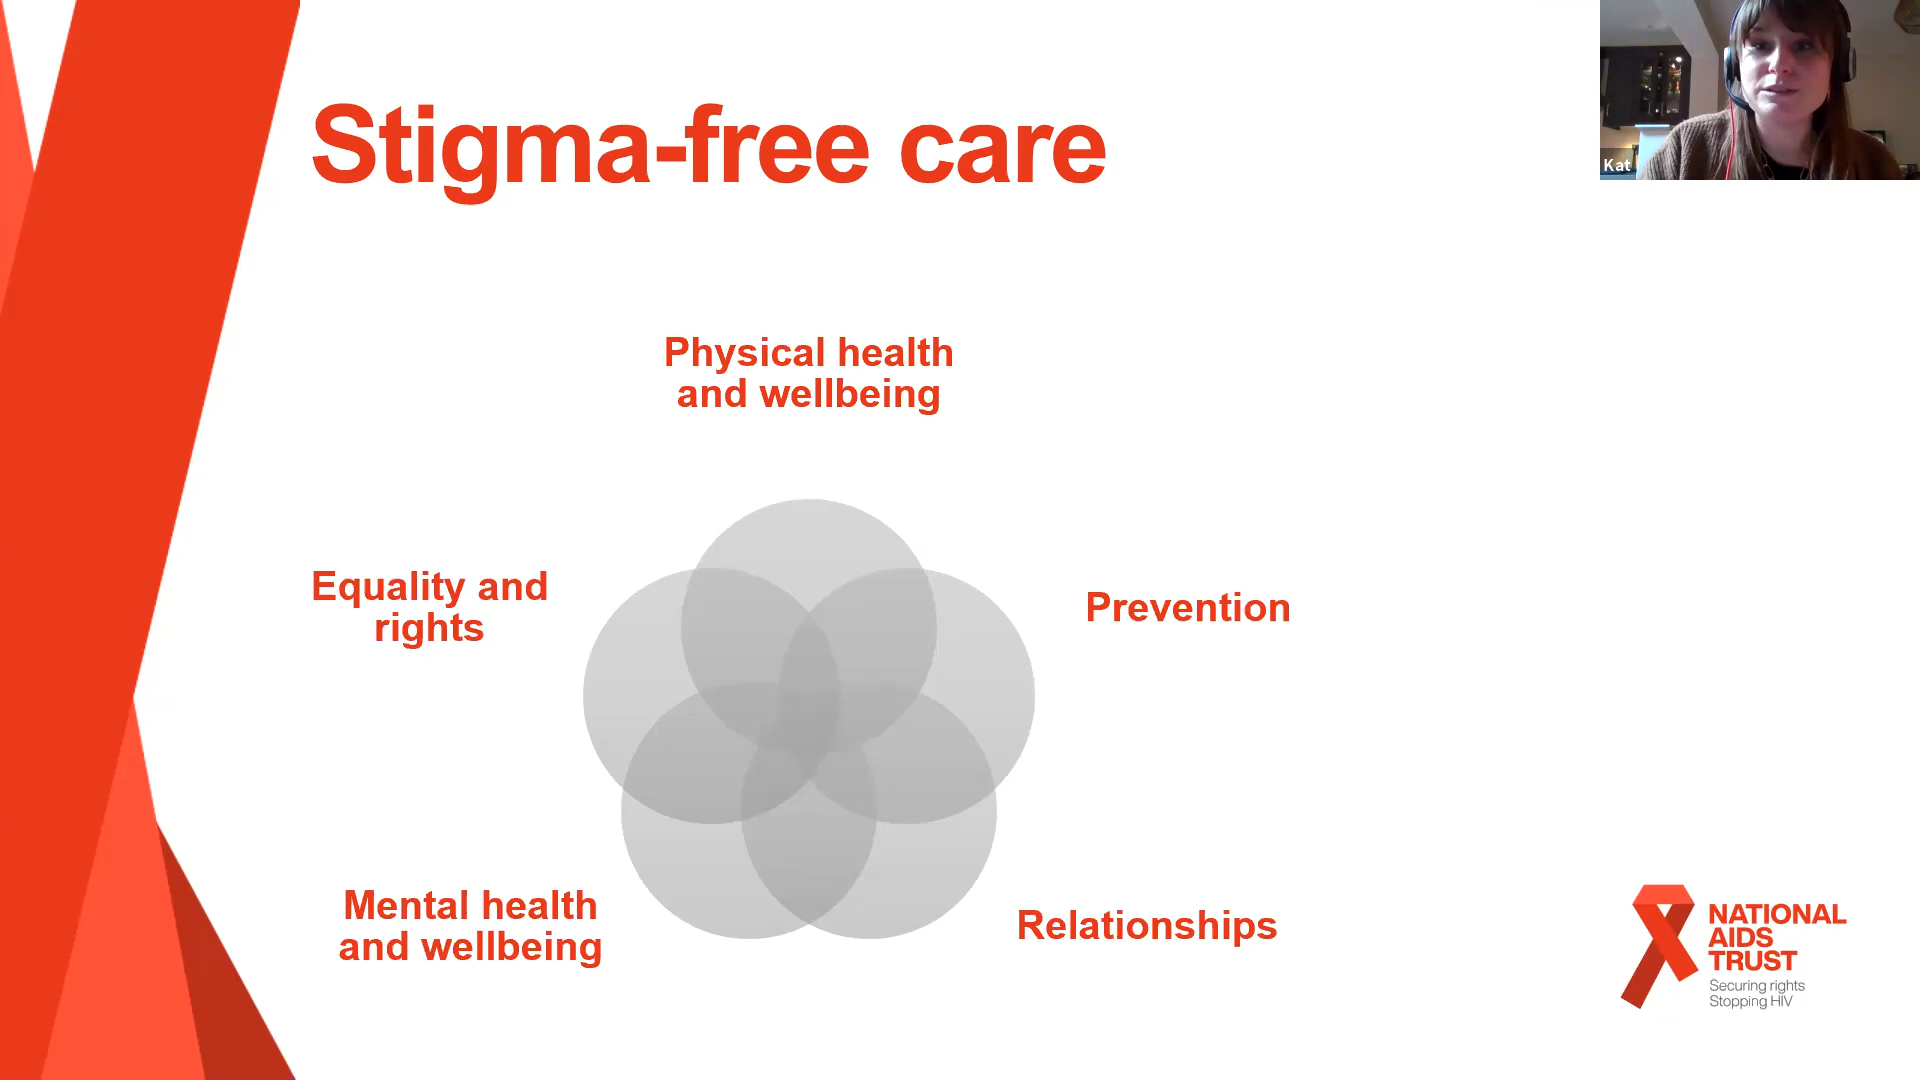 Stigma-free care
Kat
Physical health
and wellbeing
Equality and
rights
Prevention
Mental health
and wellbeing
Relationships
NATIONAL
AIDS
TRUST
Securing rights
Stopping HIV